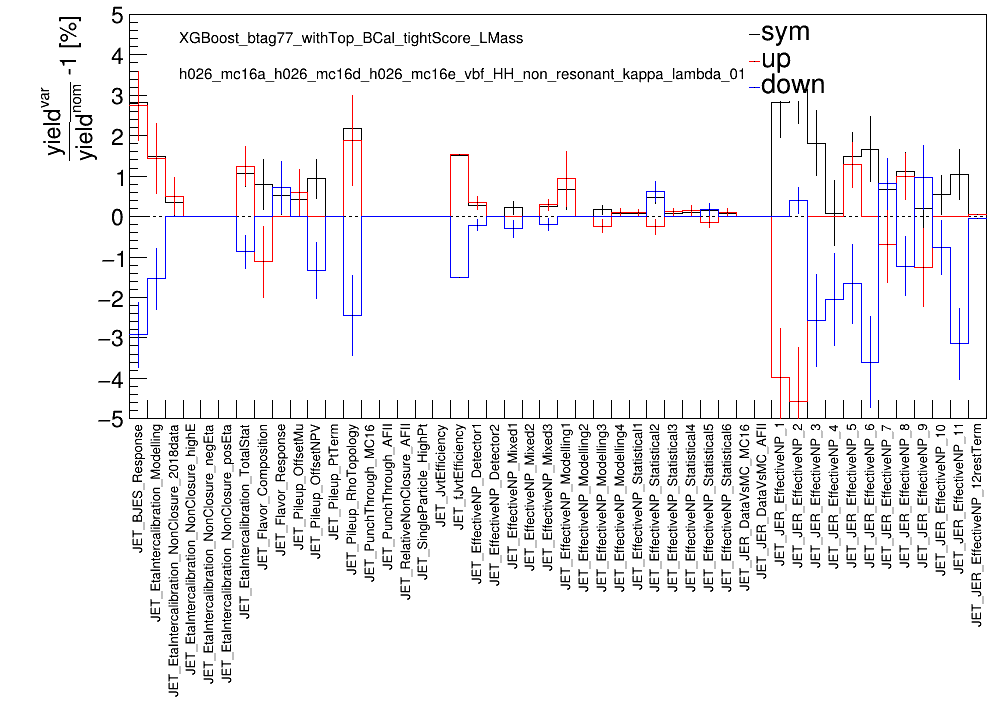 yield^var / yield^nom -1 [%]
5
4
3
2
1
0
−1
−2
−3
−4
−5
XGBoost_btag77_withTop_BCal_tightScore_LMass
h026_mc16a_h026_mc16d_h026_mc16e_vbf_HH_non_resonant_kappa_lambda_01
sym
up
down
JET_BJES_Response
JET_EtaIntercalibration_Modelling
JET_EtaIntercalibration_NonClosure_2018data
JET_EtaIntercalibration_NonClosure_highE
JET_EtaIntercalibration_NonClosure_negEta
JET_EtaIntercalibration_NonClosure_posEta
JET_EtaIntercalibration_TotalStat
JET_Flavor_Composition
JET_Flavor_Response
JET_Pileup_OffsetMu
JET_Pileup_OffsetNPV
JET_Pileup_PtTerm
JET_Pileup_RhoTopology
JET_PunchThrough_MC16
JET_PunchThrough_AFII
JET_RelativeNonClosure_AFII
JET_SingleParticle_HighPt
JET_JvtEfficiency
JET_fJvtEfficiency
JET_EffectiveNP_Detector1
JET_EffectiveNP_Detector2
JET_EffectiveNP_Mixed1
JET_EffectiveNP_Mixed2
JET_EffectiveNP_Mixed3
JET_EffectiveNP_Modelling1
JET_EffectiveNP_Modelling2
JET_EffectiveNP_Modelling3
JET_EffectiveNP_Modelling4
JET_EffectiveNP_Statistical1
JET_EffectiveNP_Statistical2
JET_EffectiveNP_Statistical3
JET_EffectiveNP_Statistical4
JET_EffectiveNP_Statistical5
JET_EffectiveNP_Statistical6
JET_JER_DataVsMC_MC16
JET_JER_DataVsMC_AFII
JET_JER_EffectiveNP_1
JET_JER_EffectiveNP_2
JET_JER_EffectiveNP_3
JET_JER_EffectiveNP_4
JET_JER_EffectiveNP_5
JET_JER_EffectiveNP_6
JET_JER_EffectiveNP_7
JET_JER_EffectiveNP_8
JET_JER_EffectiveNP_9
JET_JER_EffectiveNP_10
JET_JER_EffectiveNP_11
JET_JER_EffectiveNP_12restTerm